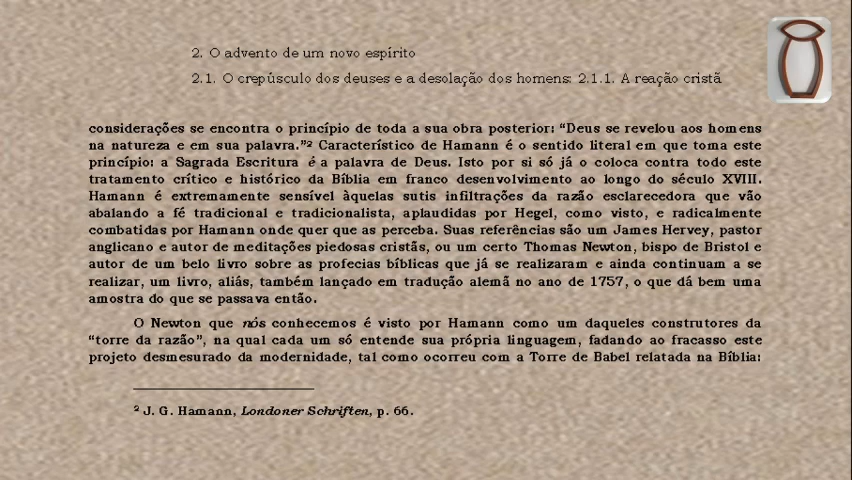 2. O advento de um novo espírito
2.1. O crepúsculo dos deuses e a desolação dos homens: 2.1.1. A reação cristã
considerações se encontra o princípio de toda a sua obra posterior: “Deus se revelou aos homens
na natureza e em sua palavra.”² Característico de Hamann é o sentido literal em que toma este
princípio: a Sagrada Escritura é a palavra de Deus. Isto por si só já o coloca contra todo este
tratamento crítico e histórico da Bíblia em franco desenvolvimento ao longo do século XVIII.
Hamann é extremamente sensível àquelas sutis infiltrações da razão esclarecedora que vão
abalando a fé tradicional e tradicionalista, aplaudidas por Hegel, como visto, e radicalmente
combatidas por Hamann onde quer que as perceba. Suas referências são um James Hervey, pastor
anglicano e autor de meditações piedosas cristãs, ou um certo Thomas Newton, bispo de Bristol e
autor de um belo livro sobre as profecias bíblicas que já se realizaram e ainda continuam a se
realizar, um livro, aliás, também lançado em tradução alemã no ano de 1757, o que dá bem uma
amostra do que se passava então.
O Newton que nós conhecemos é visto por Hamann como um daqueles construtores da
“torre da razão”, na qual cada um só entende sua própria linguagem, fadando ao fracasso este
projeto desmesurado da modernidade, tal como ocorreu com a Torre de Babel relatada na Bíblia:
² J. G. Hamann, Londoner Schriften, p. 66.